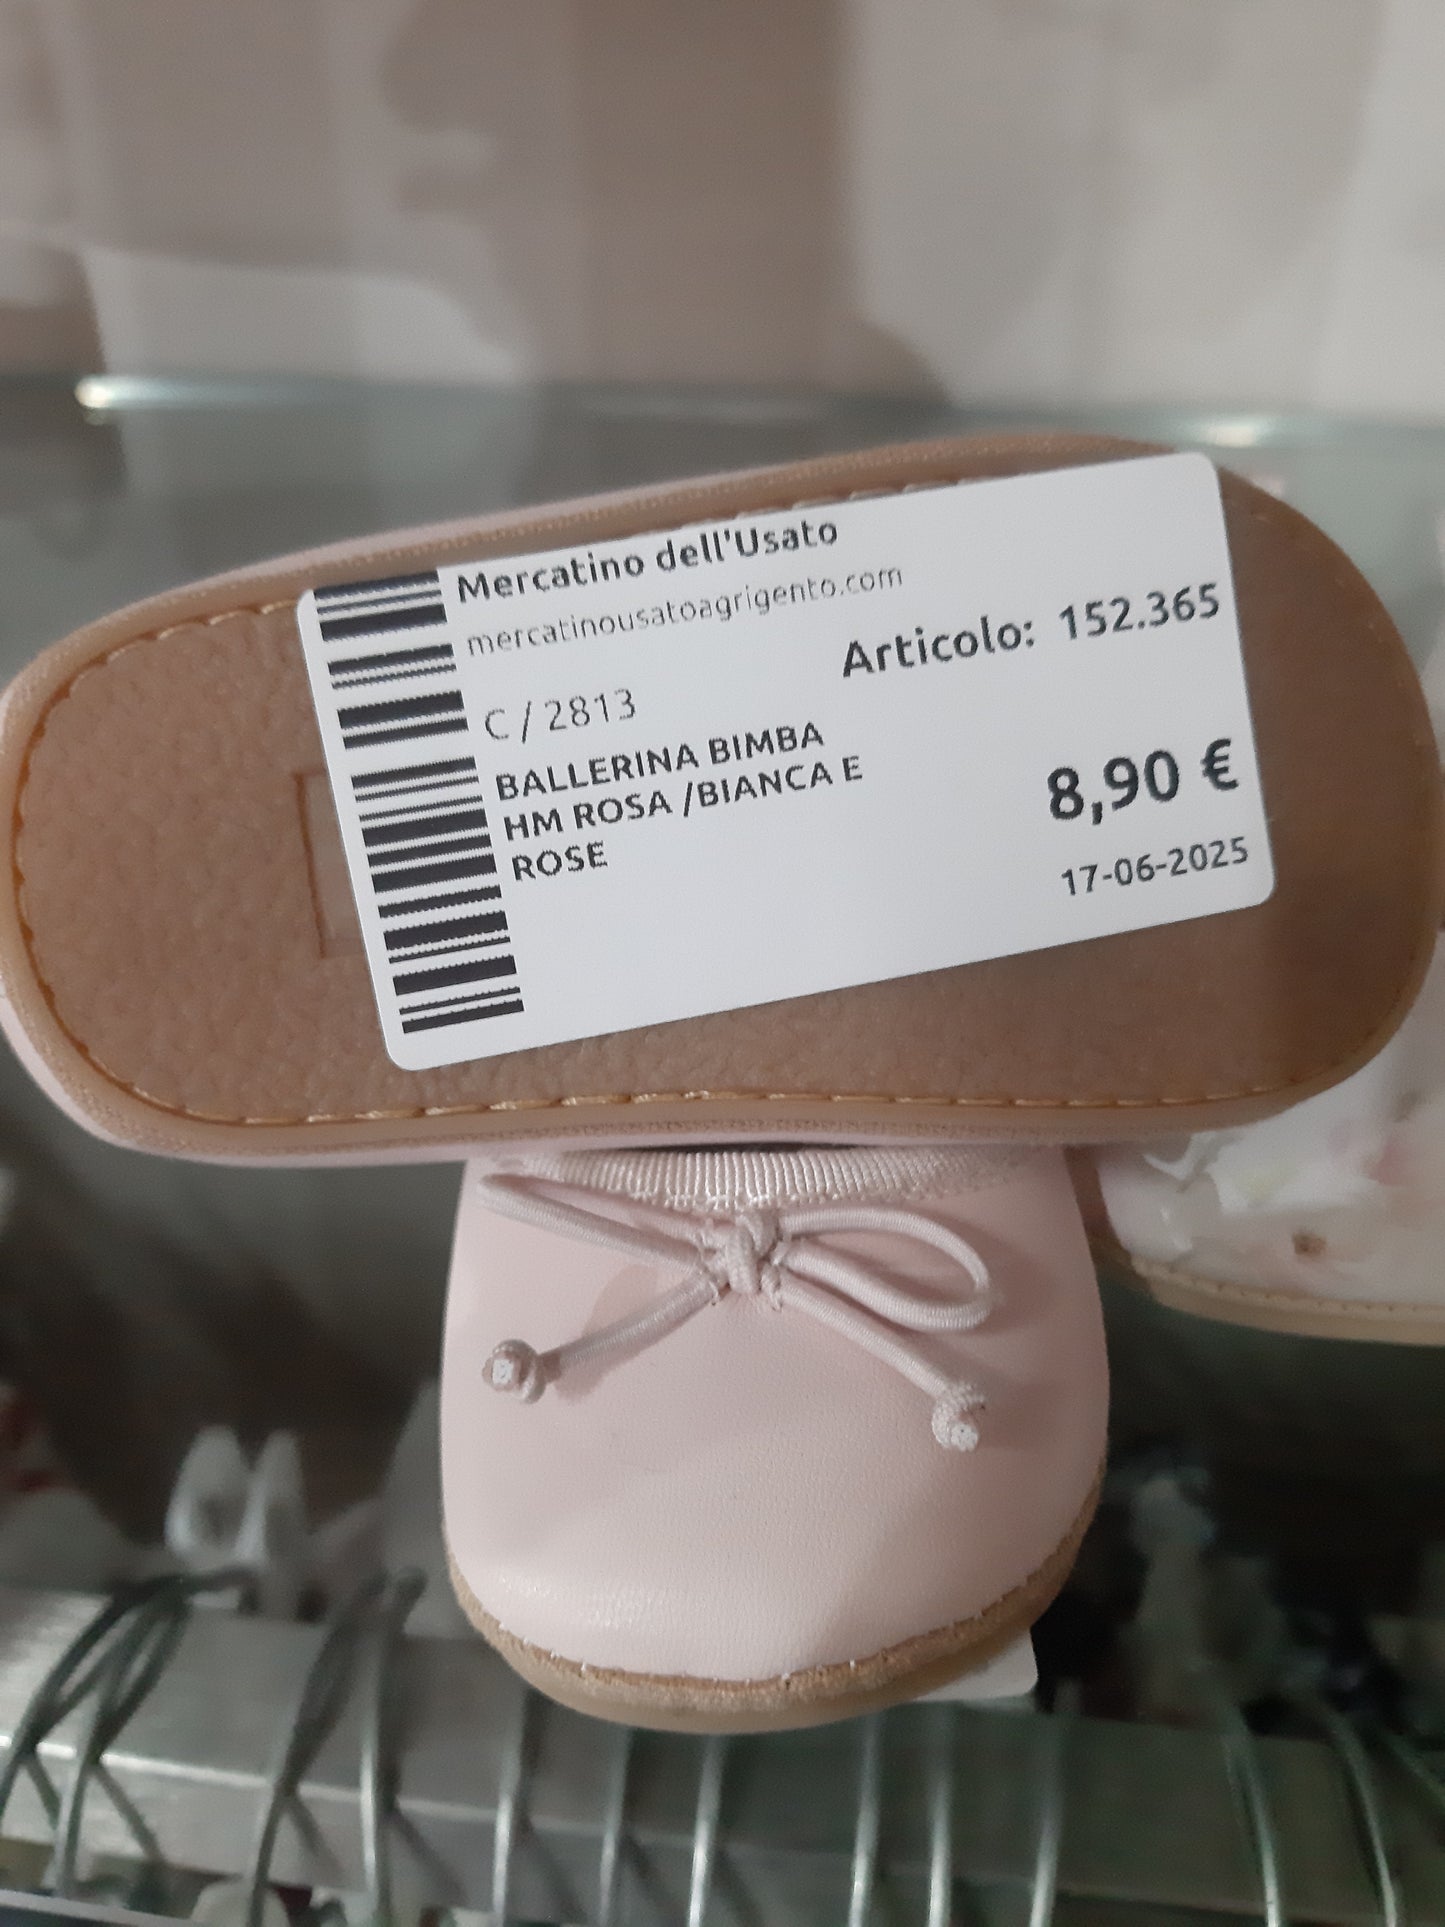 Mercatino dell'Usato
mercatinousatoagrigento.com
Articolo: 152.365
C / 2813
BALLERINA BIMBA
HM ROSA /BIANCA E
ROSE
8,90 €
17-06-2025